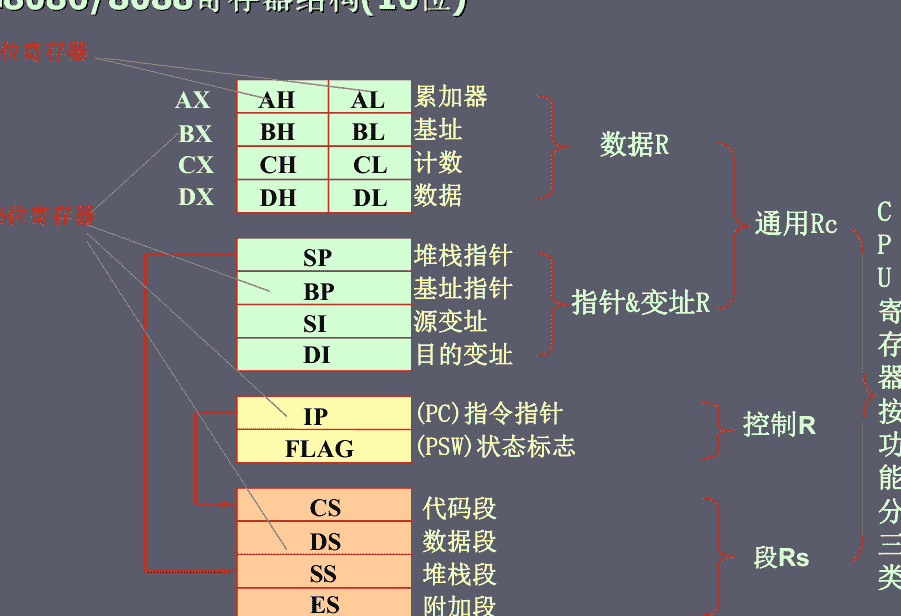 8086/8088寄存器结构(16位)
位寄存器
AX AH AL 累加器
BX BH BL 基址
CX CH CL 计数
DX DH DL 数据
数据R
6位寄存器
SP 堆栈指针
BP 基址指针
SI 源变址
DI 目的变址
指针&变址R
通用Rc
IP (PC)指令指针
FLAG (PSW)状态标志
控制R
CS 代码段
DS 数据段
SS 堆栈段
ES 附加段
段Rs
CPU寄存器按功能分三类